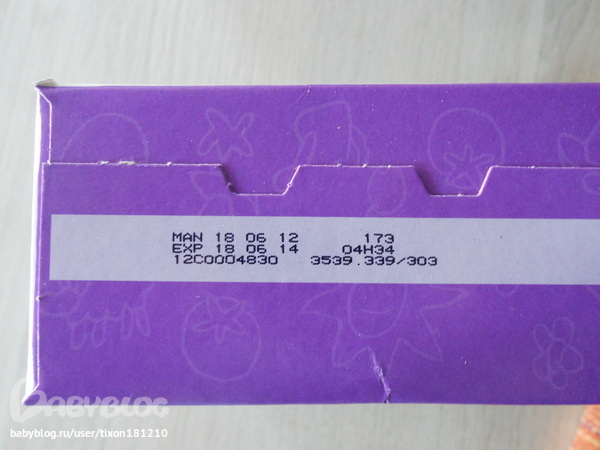 MAN 18 06 12 173
EXP 18 06 14 04H34
12C0004830 3539.339/303
BABYBLOG
babyblog.ru/user/tixon181210